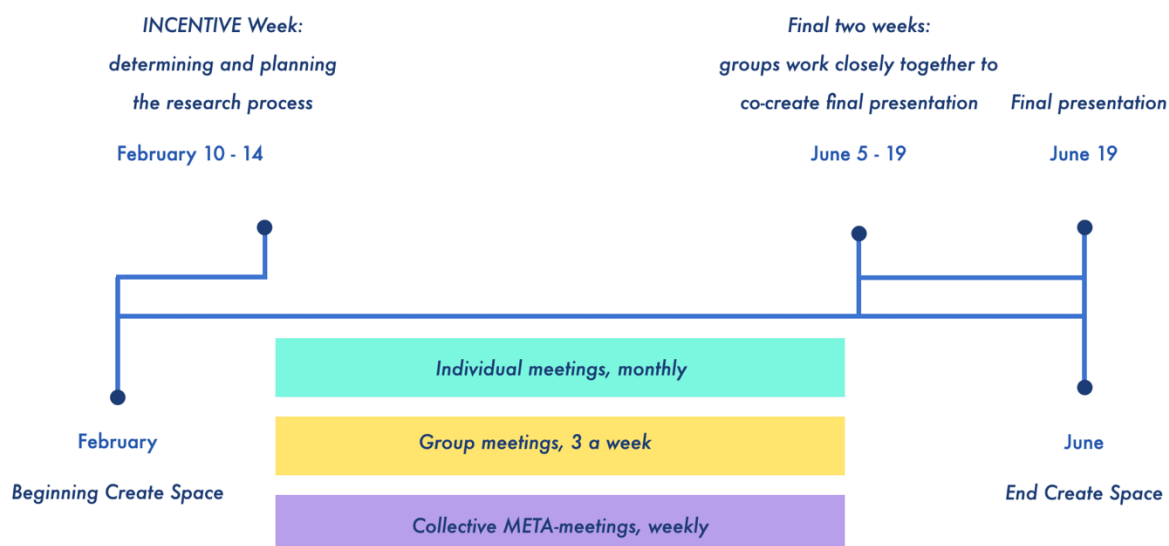 INCENTIVE Week:
determining and planning
the research process
February 10 - 14
Final two weeks:
groups work closely together to
co-create final presentation
June 5 - 19
Final presentation
June 19
Individual meetings, monthly
Group meetings, 3 a week
Collective META-meetings, weekly
February
Beginning Create Space
June
End Create Space